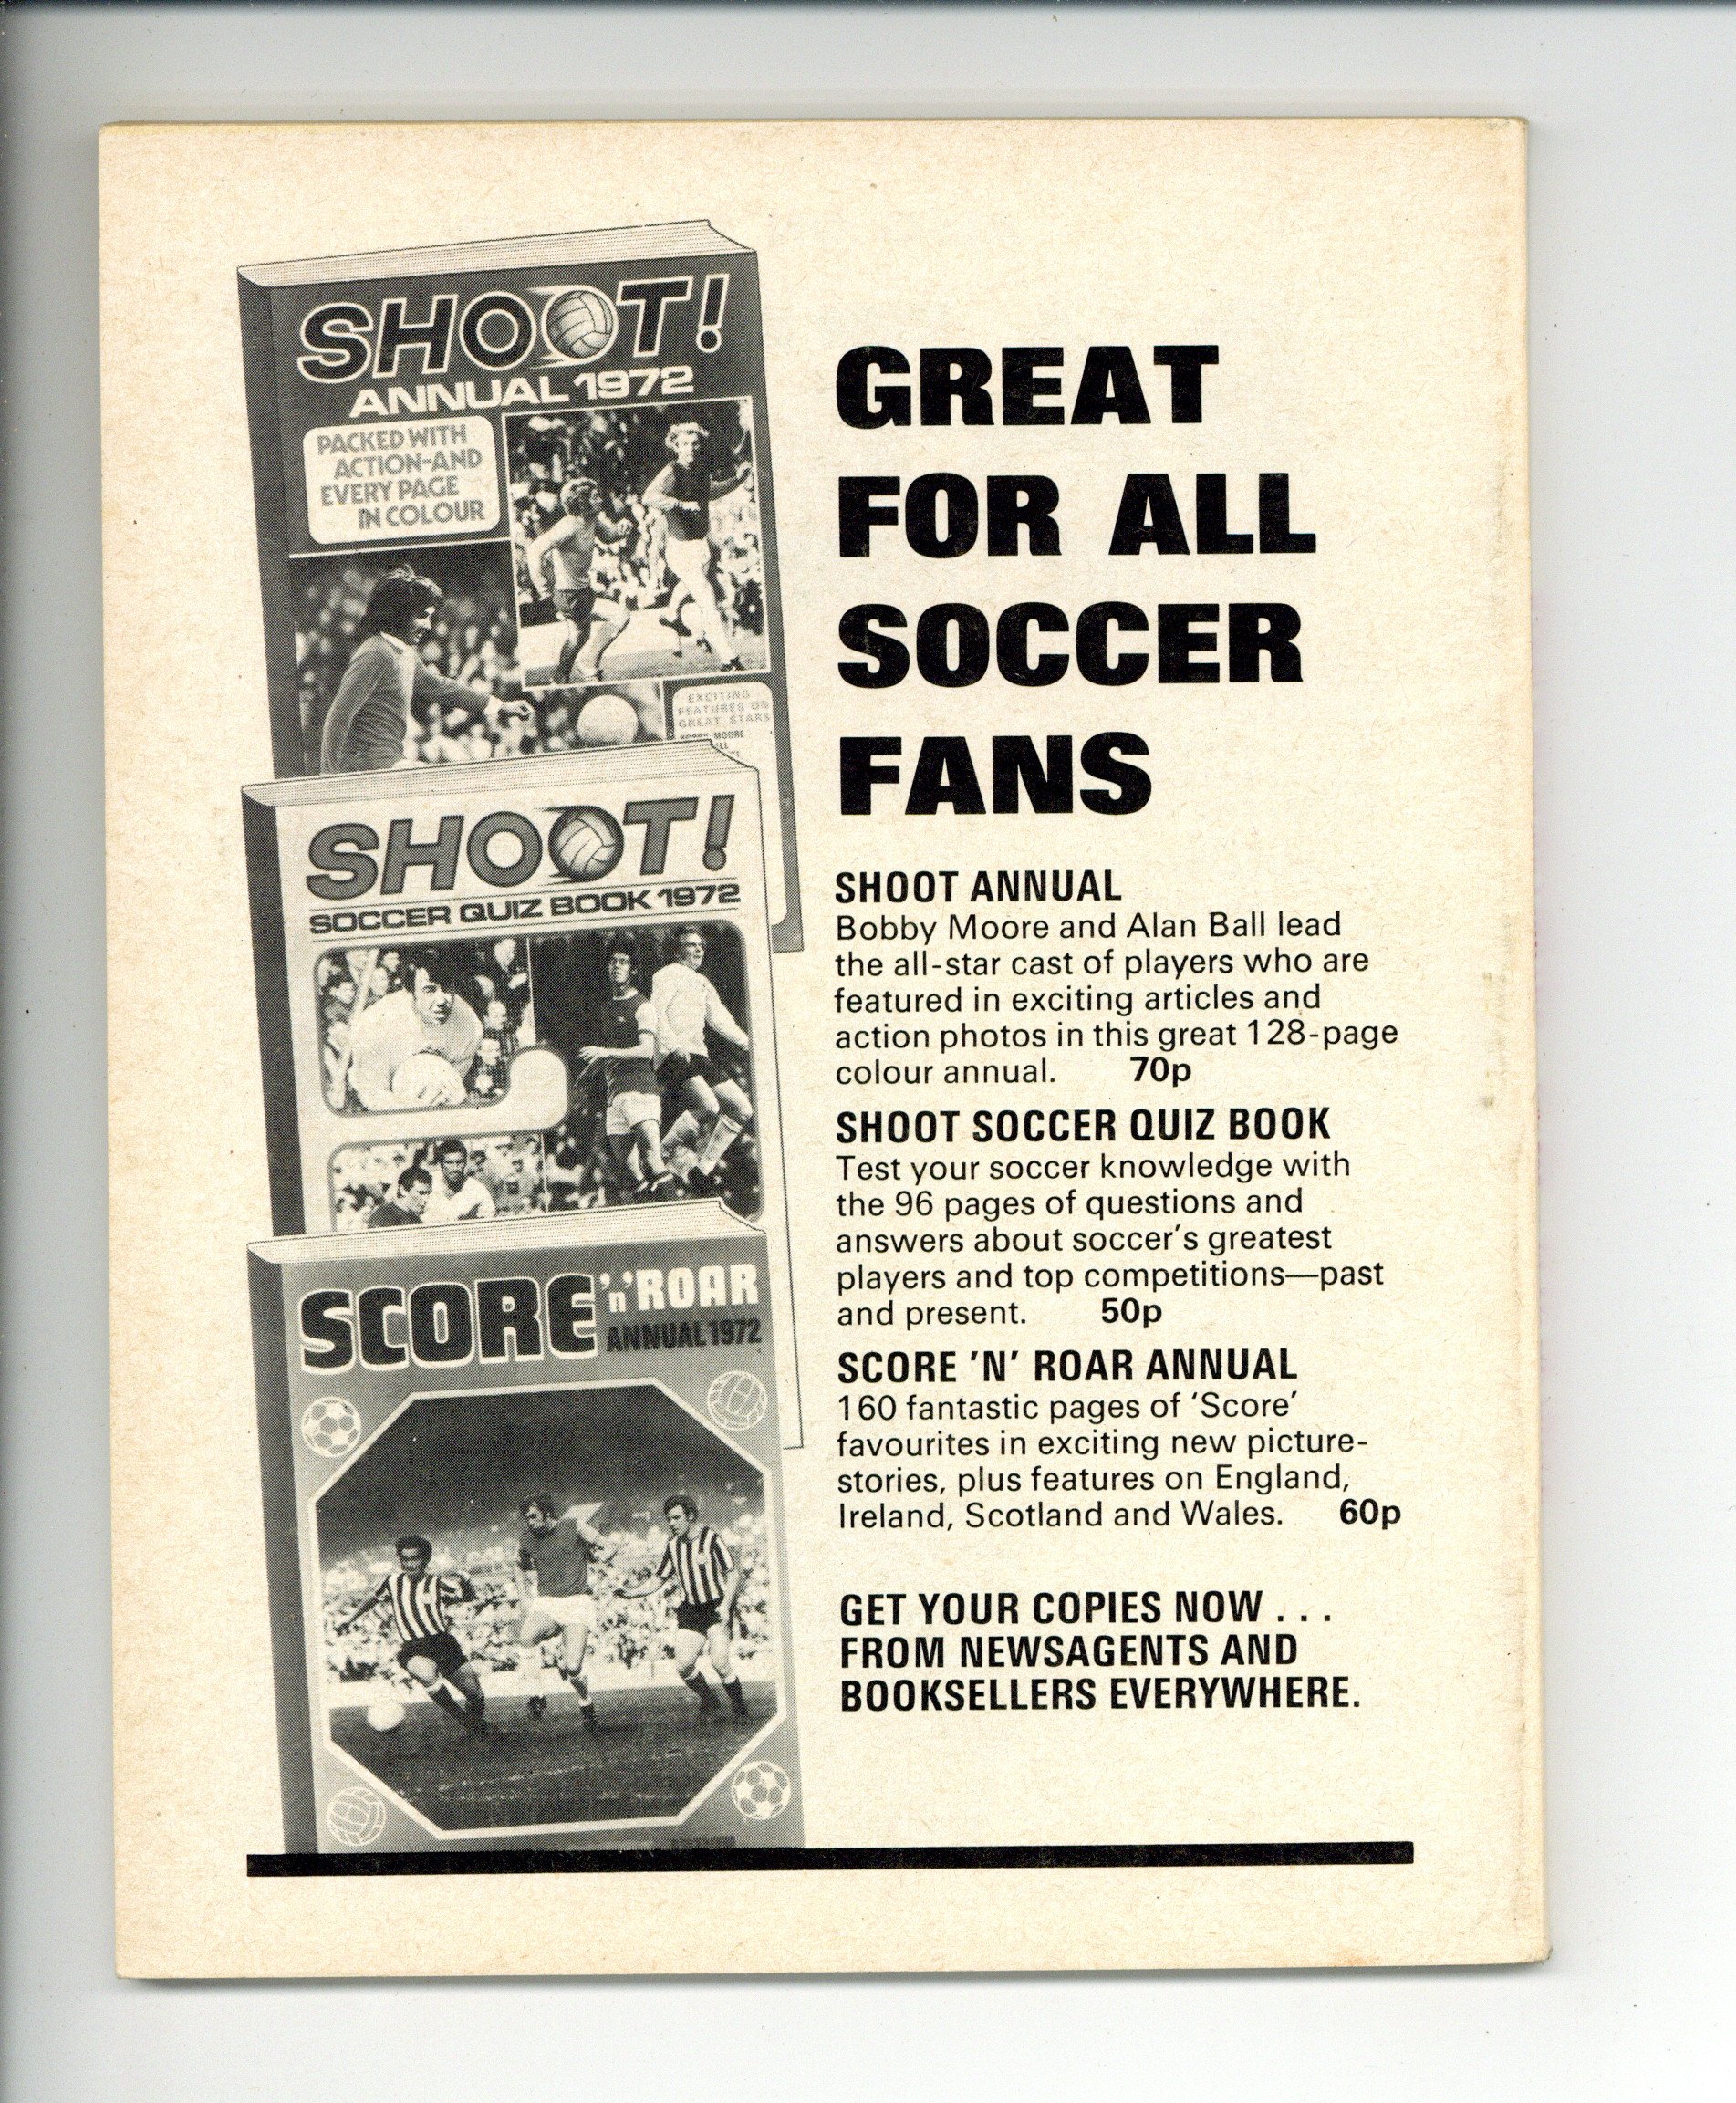 SHOOT!
ANNUAL 1972
PACKED WITH
ACTION-AND
EVERY PAGE
IN COLOUR
EXCITING
FEATURES ON
GREAT STARS
MOORE
SHOOT!
SOCCER QUIZ BOOK 1972
SCORE 'n' ROAR
ANNUAL 1972
GREAT
FOR ALL
SOCCER
FANS
SHOOT ANNUAL
Bobby Moore and Alan Ball lead
the all-star cast of players who are
featured in exciting articles and
action photos in this great 128-page
colour annual. 70p
SHOOT SOCCER QUIZ BOOK
Test your soccer knowledge with
the 96 pages of questions and
answers about soccer's greatest
players and top competitions—past
and present. 50p
SCORE 'N' ROAR ANNUAL
160 fantastic pages of 'Score'
favourites in exciting new picture-
stories, plus features on England,
Ireland, Scotland and Wales. 60p
GET YOUR COPIES NOW . . .
FROM NEWSAGENTS AND
BOOKSELLERS EVERYWHERE.